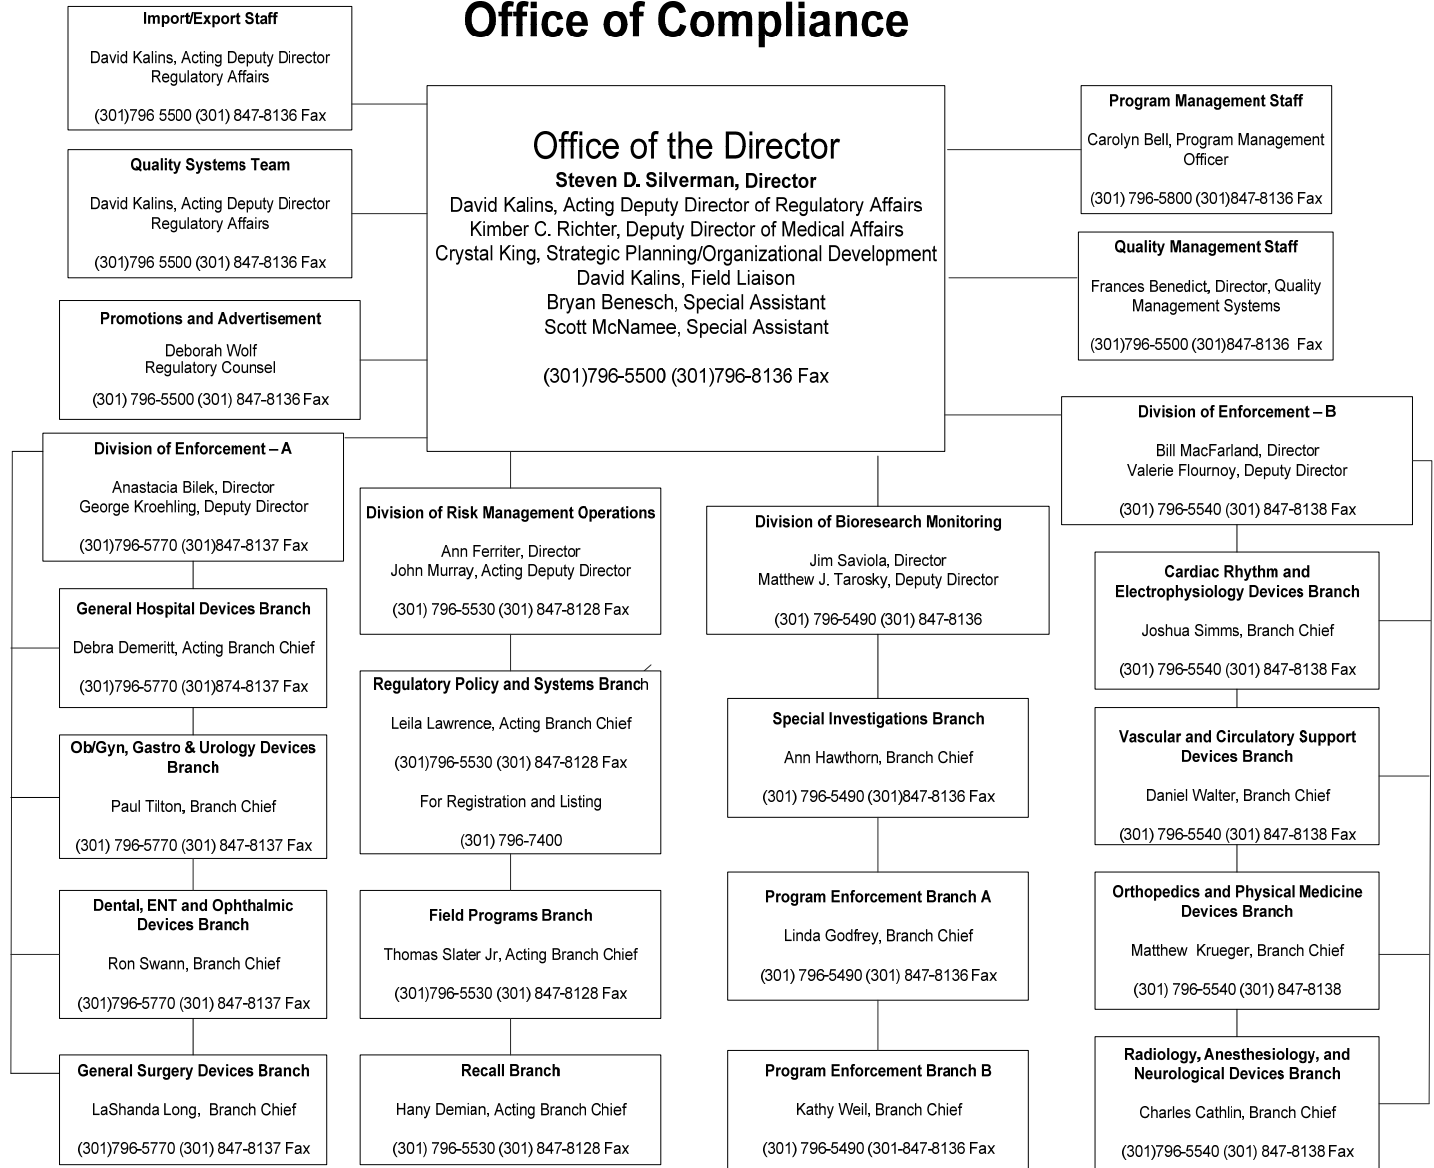 Office of Compliance
Import/Export Staff
David Kalins, Acting Deputy Director
Regulatory Affairs
(301)796 5500 (301) 847-8136 Fax
Quality Systems Team
David Kalins, Acting Deputy Director
Regulatory Affairs
(301)796 5500 (301) 847-8136 Fax
Promotions and Advertisement
Deborah Wolf
Regulatory Counsel
(301) 796-5500 (301) 847-8136 Fax
Office of the Director
Steven D. Silverman, Director
David Kalins, Acting Deputy Director of Regulatory Affairs
Kimber C. Richter, Deputy Director of Medical Affairs
Crystal King, Strategic Planning/Organizational Development
David Kalins, Field Liaison
Bryan Benesch, Special Assistant
Scott McNamee, Special Assistant
(301)796-5500 (301)796-8136 Fax
Program Management Staff
Carolyn Bell, Program Management
Officer
(301) 796-5800 (301)847-8136 Fax
Quality Management Staff
Frances Benedict, Director, Quality
Management Systems
(301)796-5500 (301)847-8136 Fax
Division of Enforcement – A
Anastacia Bilek, Director
George Kroehling, Deputy Director
(301)796-5770 (301)847-8137 Fax
General Hospital Devices Branch
Debra Demeritt, Acting Branch Chief
(301)796-5770 (301)874-8137 Fax
Ob/Gyn, Gastro & Urology Devices
Branch
Paul Tilton, Branch Chief
(301) 796-5770 (301) 847-8137 Fax
Dental, ENT and Ophthalmic
Devices Branch
Ron Swann, Branch Chief
(301)796-5770 (301) 847-8137 Fax
General Surgery Devices Branch
LaShanda Long, Branch Chief
(301)796-5770 (301) 847-8137 Fax
Division of Risk Management Operations
Ann Ferriter, Director
John Murray, Acting Deputy Director
(301) 796-5530 (301) 847-8128 Fax
Regulatory Policy and Systems Branch
Leila Lawrence, Acting Branch Chief
(301)796-5530 (301) 847-8128 Fax
For Registration and Listing
(301) 796-7400
Field Programs Branch
Thomas Slater Jr, Acting Branch Chief
(301)796-5530 (301) 847-8128 Fax
Recall Branch
Hany Demian, Acting Branch Chief
(301) 796-5530 (301) 847-8128 Fax
Division of Bioresearch Monitoring
Jim Saviola, Director
Matthew J. Tarosky, Deputy Director
(301) 796-5490 (301) 847-8136
Special Investigations Branch
Ann Hawthorn, Branch Chief
(301) 796-5490 (301)847-8136 Fax
Program Enforcement Branch A
Linda Godfrey, Branch Chief
(301) 796-5490 (301) 847-8136 Fax
Program Enforcement Branch B
Kathy Weil, Branch Chief
(301) 796-5490 (301-847-8136 Fax
Division of Enforcement – B
Bill MacFarland, Director
Valerie Flournoy, Deputy Director
(301) 796-5540 (301) 847-8138 Fax
Cardiac Rhythm and
Electrophysiology Devices Branch
Joshua Simms, Branch Chief
(301) 796-5540 (301) 847-8138 Fax
Vascular and Circulatory Support
Devices Branch
Daniel Walter, Branch Chief
(301) 796-5540 (301) 847-8138 Fax
Orthopedics and Physical Medicine
Devices Branch
Matthew Krueger, Branch Chief
(301) 796-5540 (301) 847-8138
Radiology, Anesthesiology, and
Neurological Devices Branch
Charles Cathlin, Branch Chief
(301)796-5540 (301) 847-8138 Fax